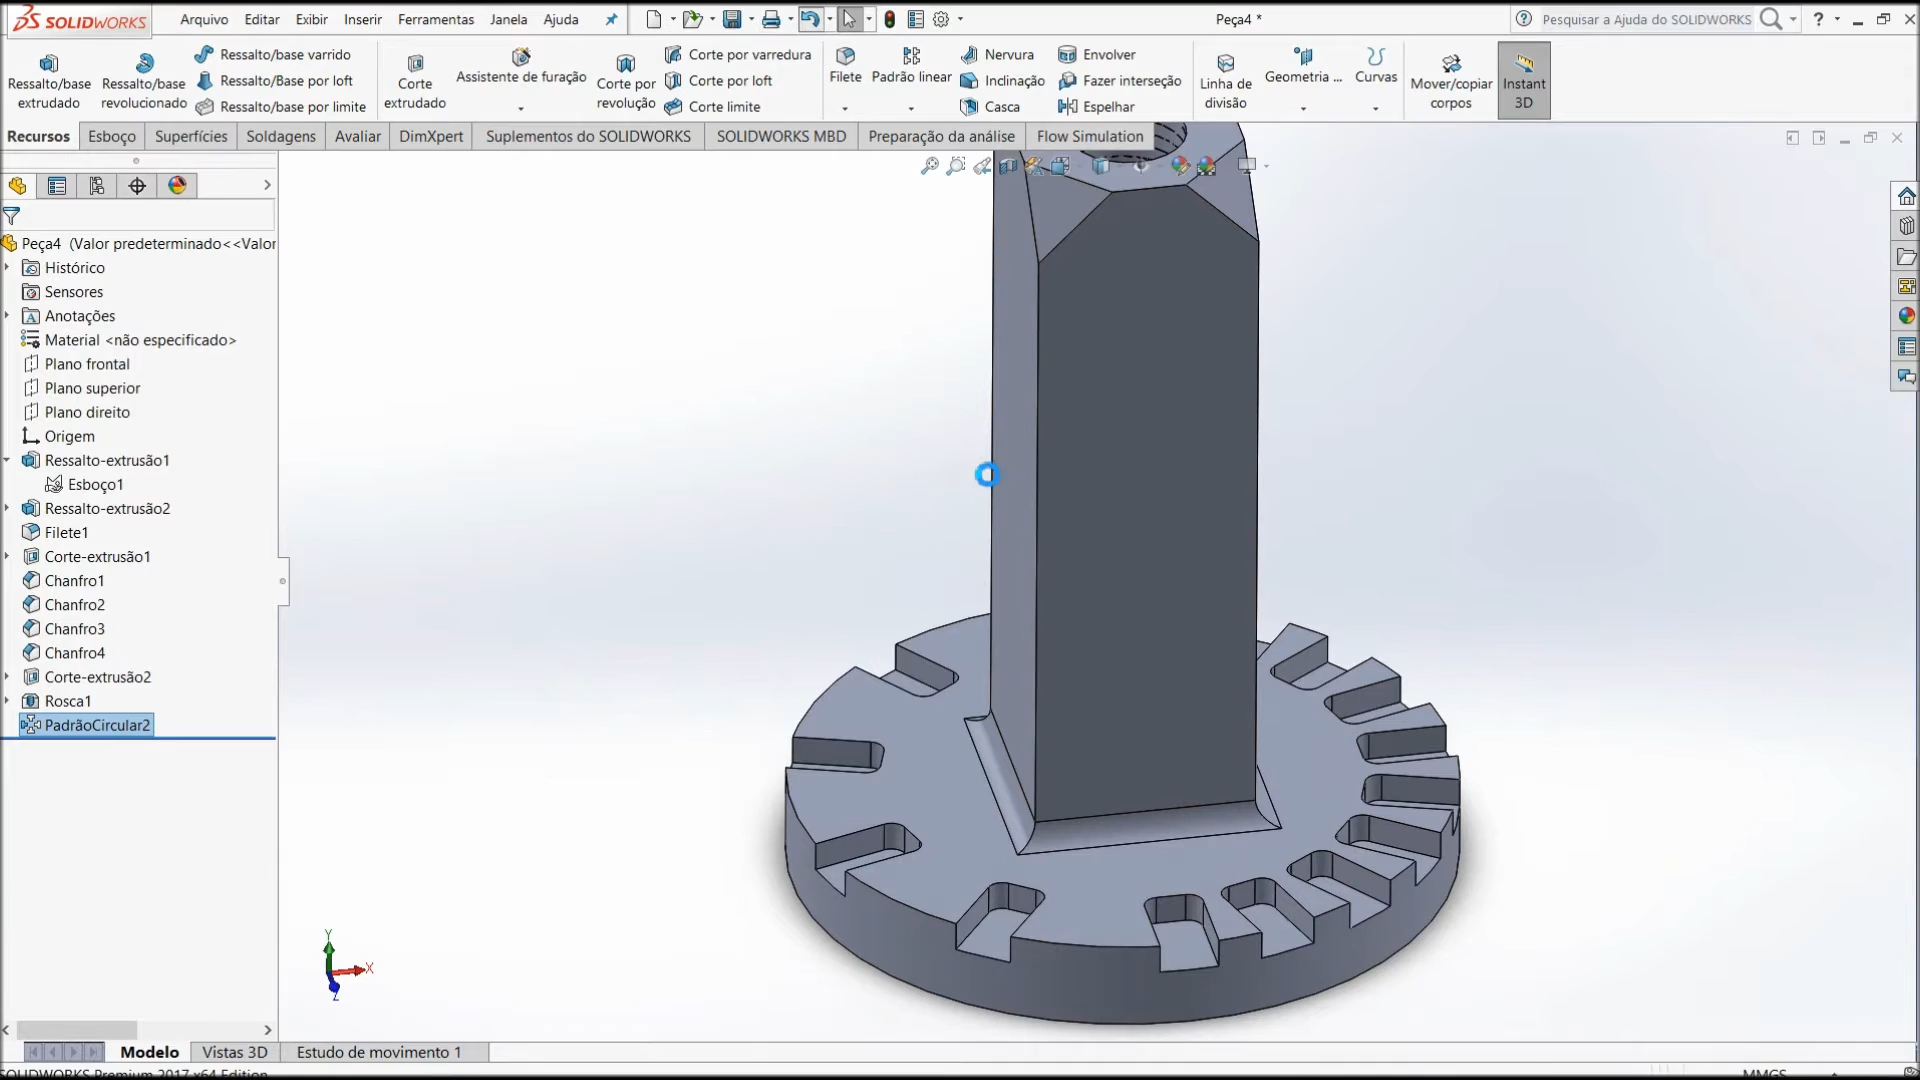 SOLIDWORKS
Arquivo Editar Exibir Inserir Ferramentas Janela Ajuda
Peça4 *
Pesquisar a Ajuda do SOLIDWORKS
?
Ressalto/base extrudado
Ressalto/base revolucionado
Ressalto/base varrido
Ressalto/Base por loft
Ressalto/base por limite
Corte extrudado
Assistente de furação
Corte por revolução
Corte por varredura
Corte por loft
Corte limite
Filete
Padrão linear
Nervura
Inclinação
Casca
Envolver
Fazer interseção
Espelhar
Linha de divisão
Geometria ...
Curvas
Mover/copiar corpos
Instant 3D
Recursos Esboço Superfícies Soldagens Avaliar DimXpert Suplementos do SOLIDWORKS SOLIDWORKS MBD Preparação da análise Flow Simulation
Peça4 (Valor predeterminado<<Valor
Histórico
Sensores
Anotações
Material <não especificado>
Plano frontal
Plano superior
Plano direito
Origem
Ressalto-extrusão1
Esboço1
Ressalto-extrusão2
Filete1
Corte-extrusão1
Chanfro1
Chanfro2
Chanfro3
Chanfro4
Corte-extrusão2
Rosca1
PadrãoCircular2
Y
X
Z
Modelo Vistas 3D Estudo de movimento 1
SOLIDWORKS Premium 2017 x64 Edition
MMGS